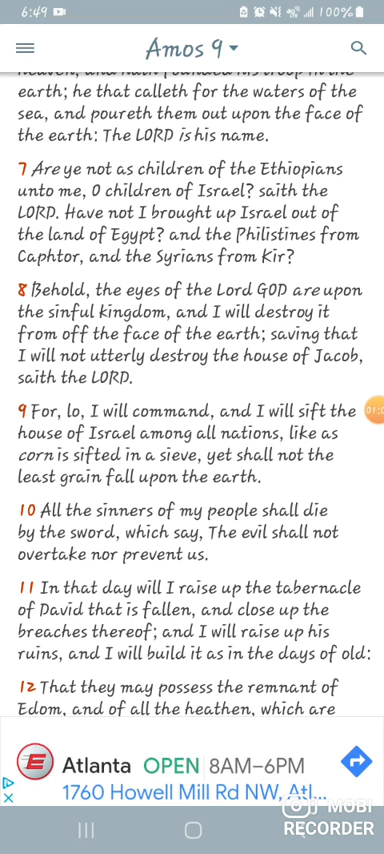 6:49 100%
Amos 9
heaven, and hath founded his troop in the
earth; he that calleth for the waters of the
sea, and poureth them out upon the face of
the earth: The LORD is his name.
7 Are ye not as children of the Ethiopians
unto me, O children of Israel? saith the
LORD. Have not I brought up Israel out of
the land of Egypt? and the Philistines from
Caphtor, and the Syrians from Kir?
8 Behold, the eyes of the Lord GOD are upon
the sinful kingdom, and I will destroy it
from off the face of the earth; saving that
I will not utterly destroy the house of Jacob,
saith the LORD.
9 For, lo, I will command, and I will sift the
house of Israel among all nations, like as
corn is sifted in a sieve, yet shall not the
least grain fall upon the earth.
10 All the sinners of my people shall die
by the sword, which say, The evil shall not
overtake nor prevent us.
11 In that day will I raise up the tabernacle
of David that is fallen, and close up the
breaches thereof; and I will raise up his
ruins, and I will build it as in the days of old:
12 That they may possess the remnant of
Edom, and of all the heathen, which are
E Atlanta OPEN 8AM–6PM
1760 Howell Mill Rd NW, Atl...
MOBI
RECORDER